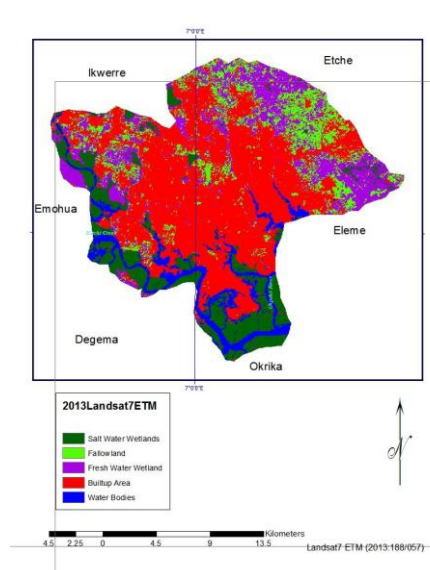 7°0'0"E
Ikwerre
Etche
Emohua
Eleme
Degema
Okrika
7°0'0"E
2013Landsat7ETM
Salt Water Wetlands
Fallowland
Fresh Water Wetland
Builtup Area
Water Bodies
N
Kilometers
4.5 2.25 0 4.5 9 13.5
Landsat7 ETM (2013:188/057)